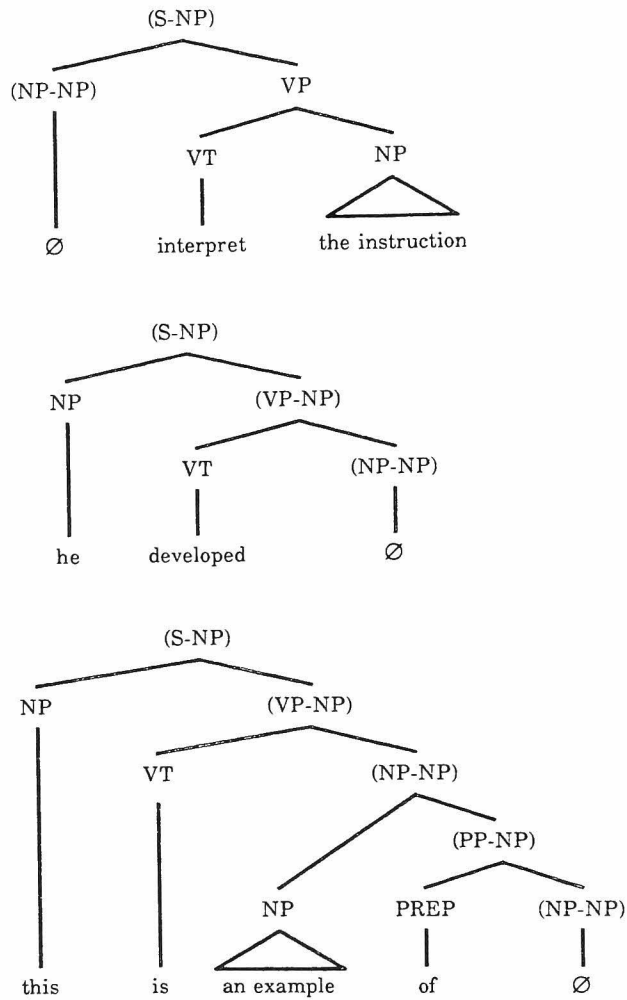 (S-NP)
(NP-NP) VP
VT NP
∅ interpret the instruction
(S-NP)
NP (VP-NP)
VT (NP-NP)
he developed ∅
(S-NP)
NP (VP-NP)
VT (NP-NP)
(PP-NP)
NP PREP (NP-NP)
this is an example of ∅